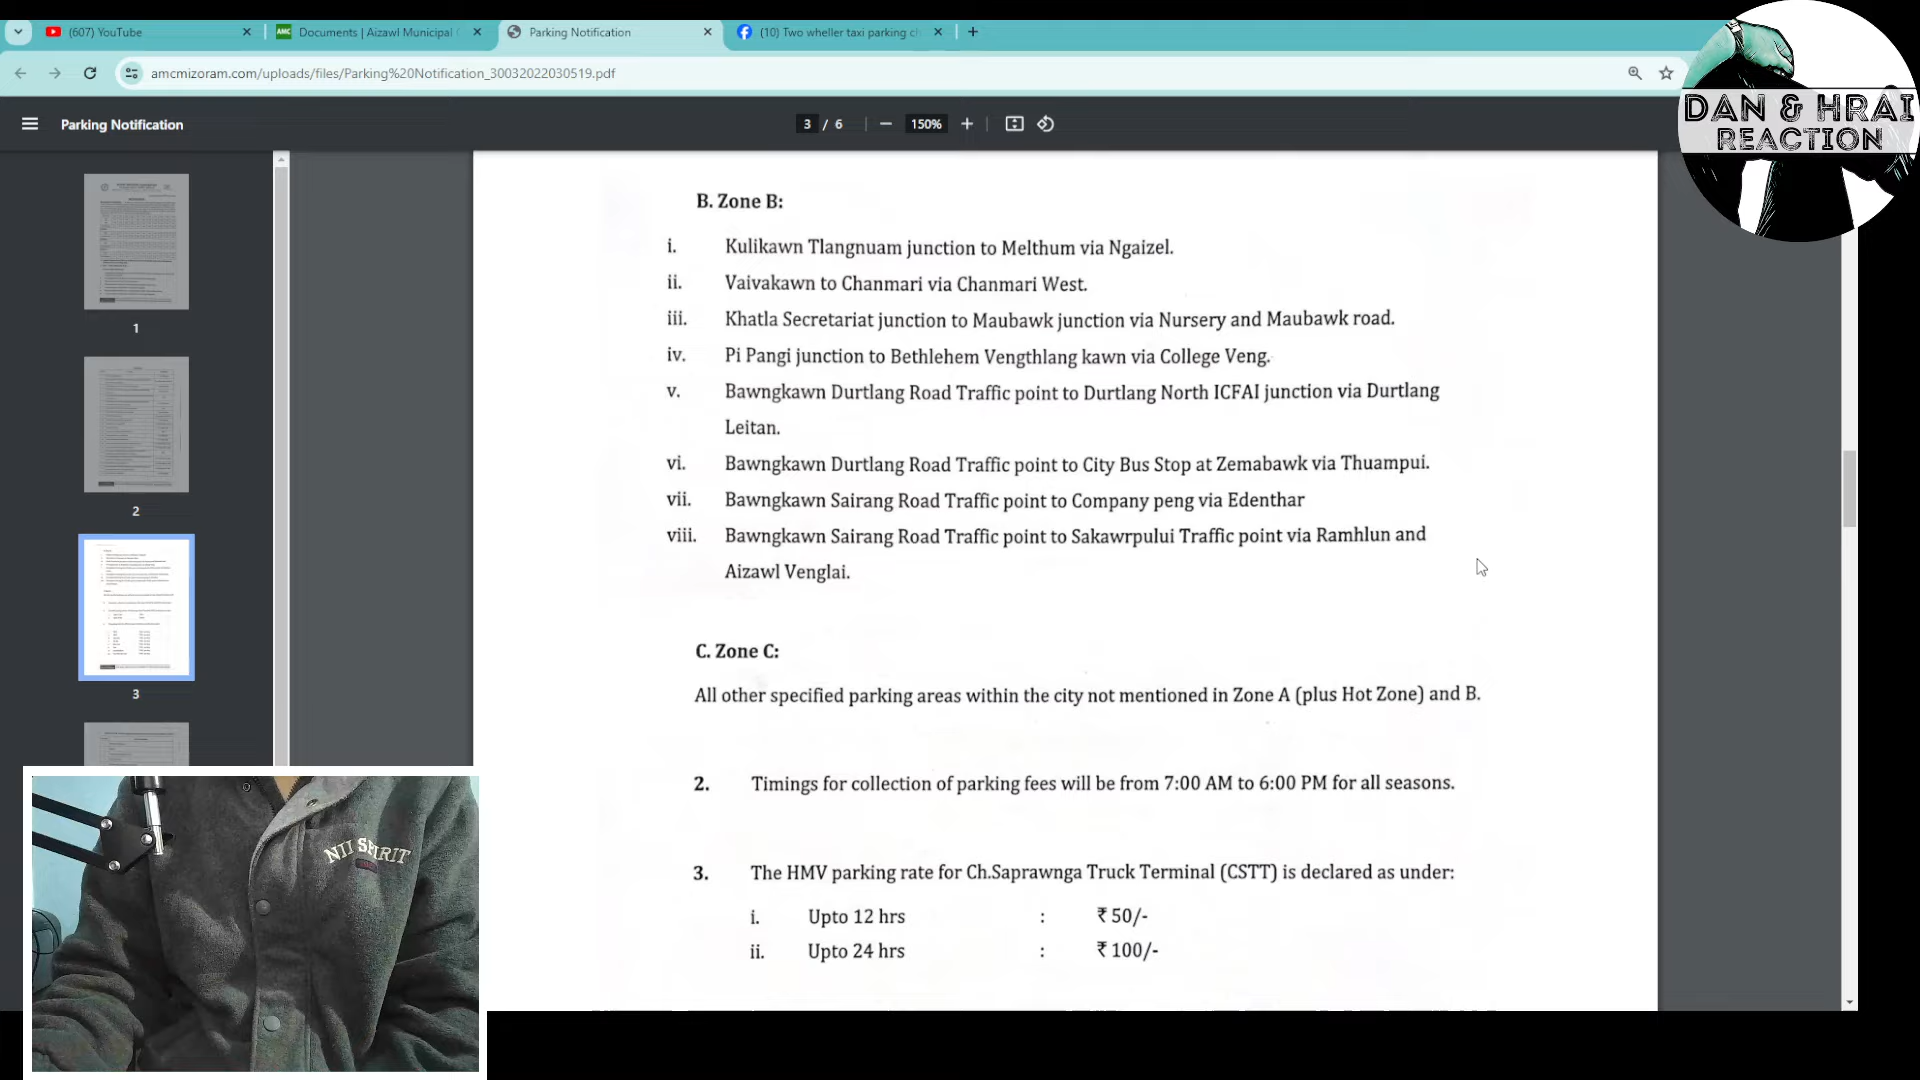 (607) YouTube
AMC Documents | Aizawl Municipal
Parking Notification
(10) Two wheller taxi parking ch
amcmizoram.com/uploads/files/Parking%20Notification_30032022030519.pdf
DAN & HRAI
REACTION
Parking Notification
3 / 6
150%
B. Zone B:
i. Kulikawn Tlangnuam junction to Melthum via Ngaizel.
ii. Vaivakawn to Chanmari via Chanmari West.
iii. Khatla Secretariat junction to Maubawk junction via Nursery and Maubawk road.
iv. Pi Pangi junction to Bethlehem Vengthlang kawn via College Veng.
v. Bawngkawn Durtlang Road Traffic point to Durtlang North ICFAI junction via Durtlang
Leitan.
vi. Bawngkawn Durtlang Road Traffic point to City Bus Stop at Zemabawk via Thuampui.
vii. Bawngkawn Sairang Road Traffic point to Company peng via Edenthar
viii. Bawngkawn Sairang Road Traffic point to Sakawrpului Traffic point via Ramhlun and
Aizawl Venglai.
C. Zone C:
All other specified parking areas within the city not mentioned in Zone A (plus Hot Zone) and B.
2. Timings for collection of parking fees will be from 7:00 AM to 6:00 PM for all seasons.
3. The HMV parking rate for Ch.Saprawnga Truck Terminal (CSTT) is declared as under:
i. Upto 12 hrs : ₹ 50/-
ii. Upto 24 hrs : ₹ 100/-
1
2
3